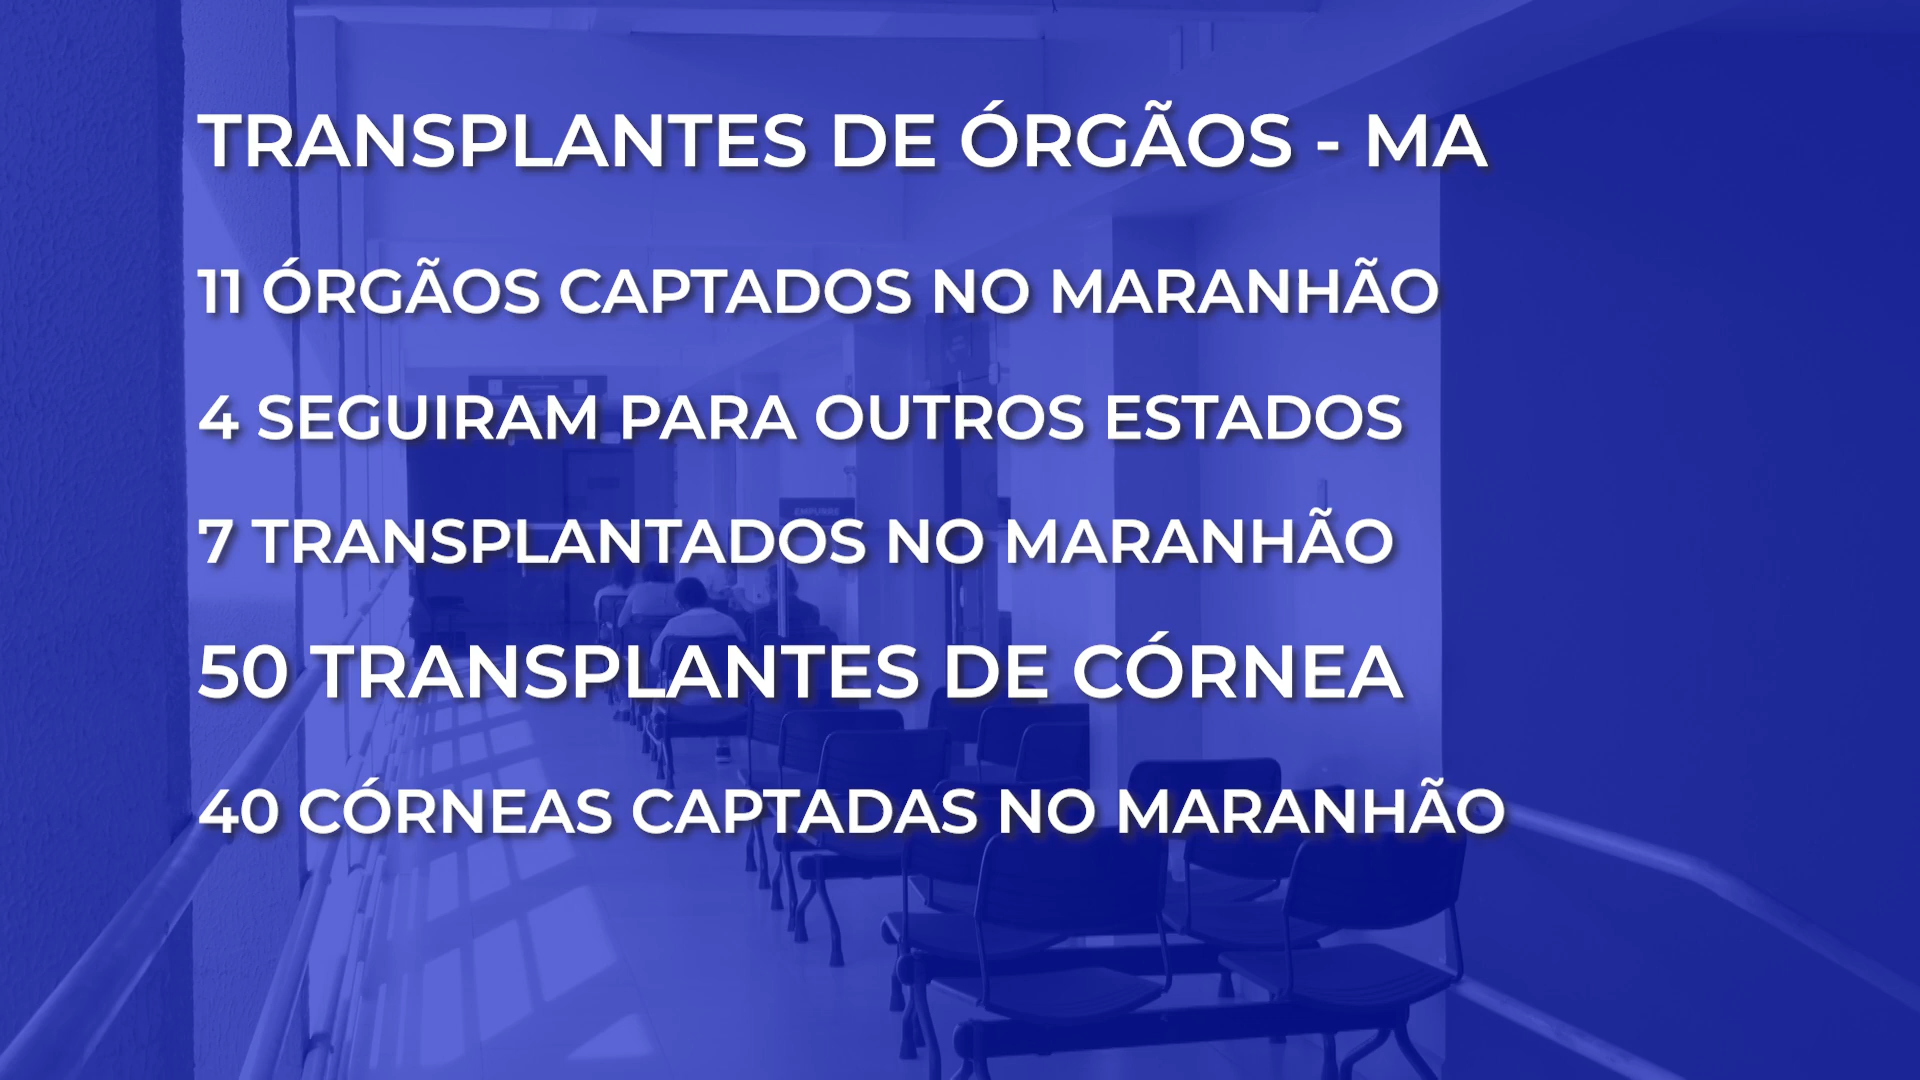 TRANSPLANTES DE ÓRGÃOS - MA
11 ÓRGÃOS CAPTADOS NO MARANHÃO
4 SEGUIRAM PARA OUTROS ESTADOS
7 TRANSPLANTADOS NO MARANHÃO
EMPURRE
50 TRANSPLANTES DE CÓRNEA
40 CÓRNEAS CAPTADAS NO MARANHÃO